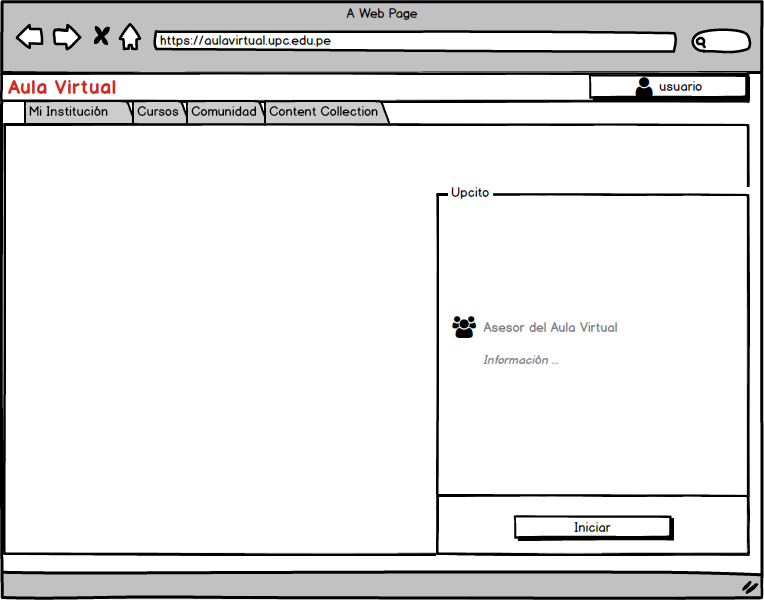 A Web Page
https://aulavirtual.upc.edu.pe
Aula Virtual
usuario
Mi Institución
Cursos
Comunidad
Content Collection
Upcito
Asesor del Aula Virtual
Información ...
Iniciar